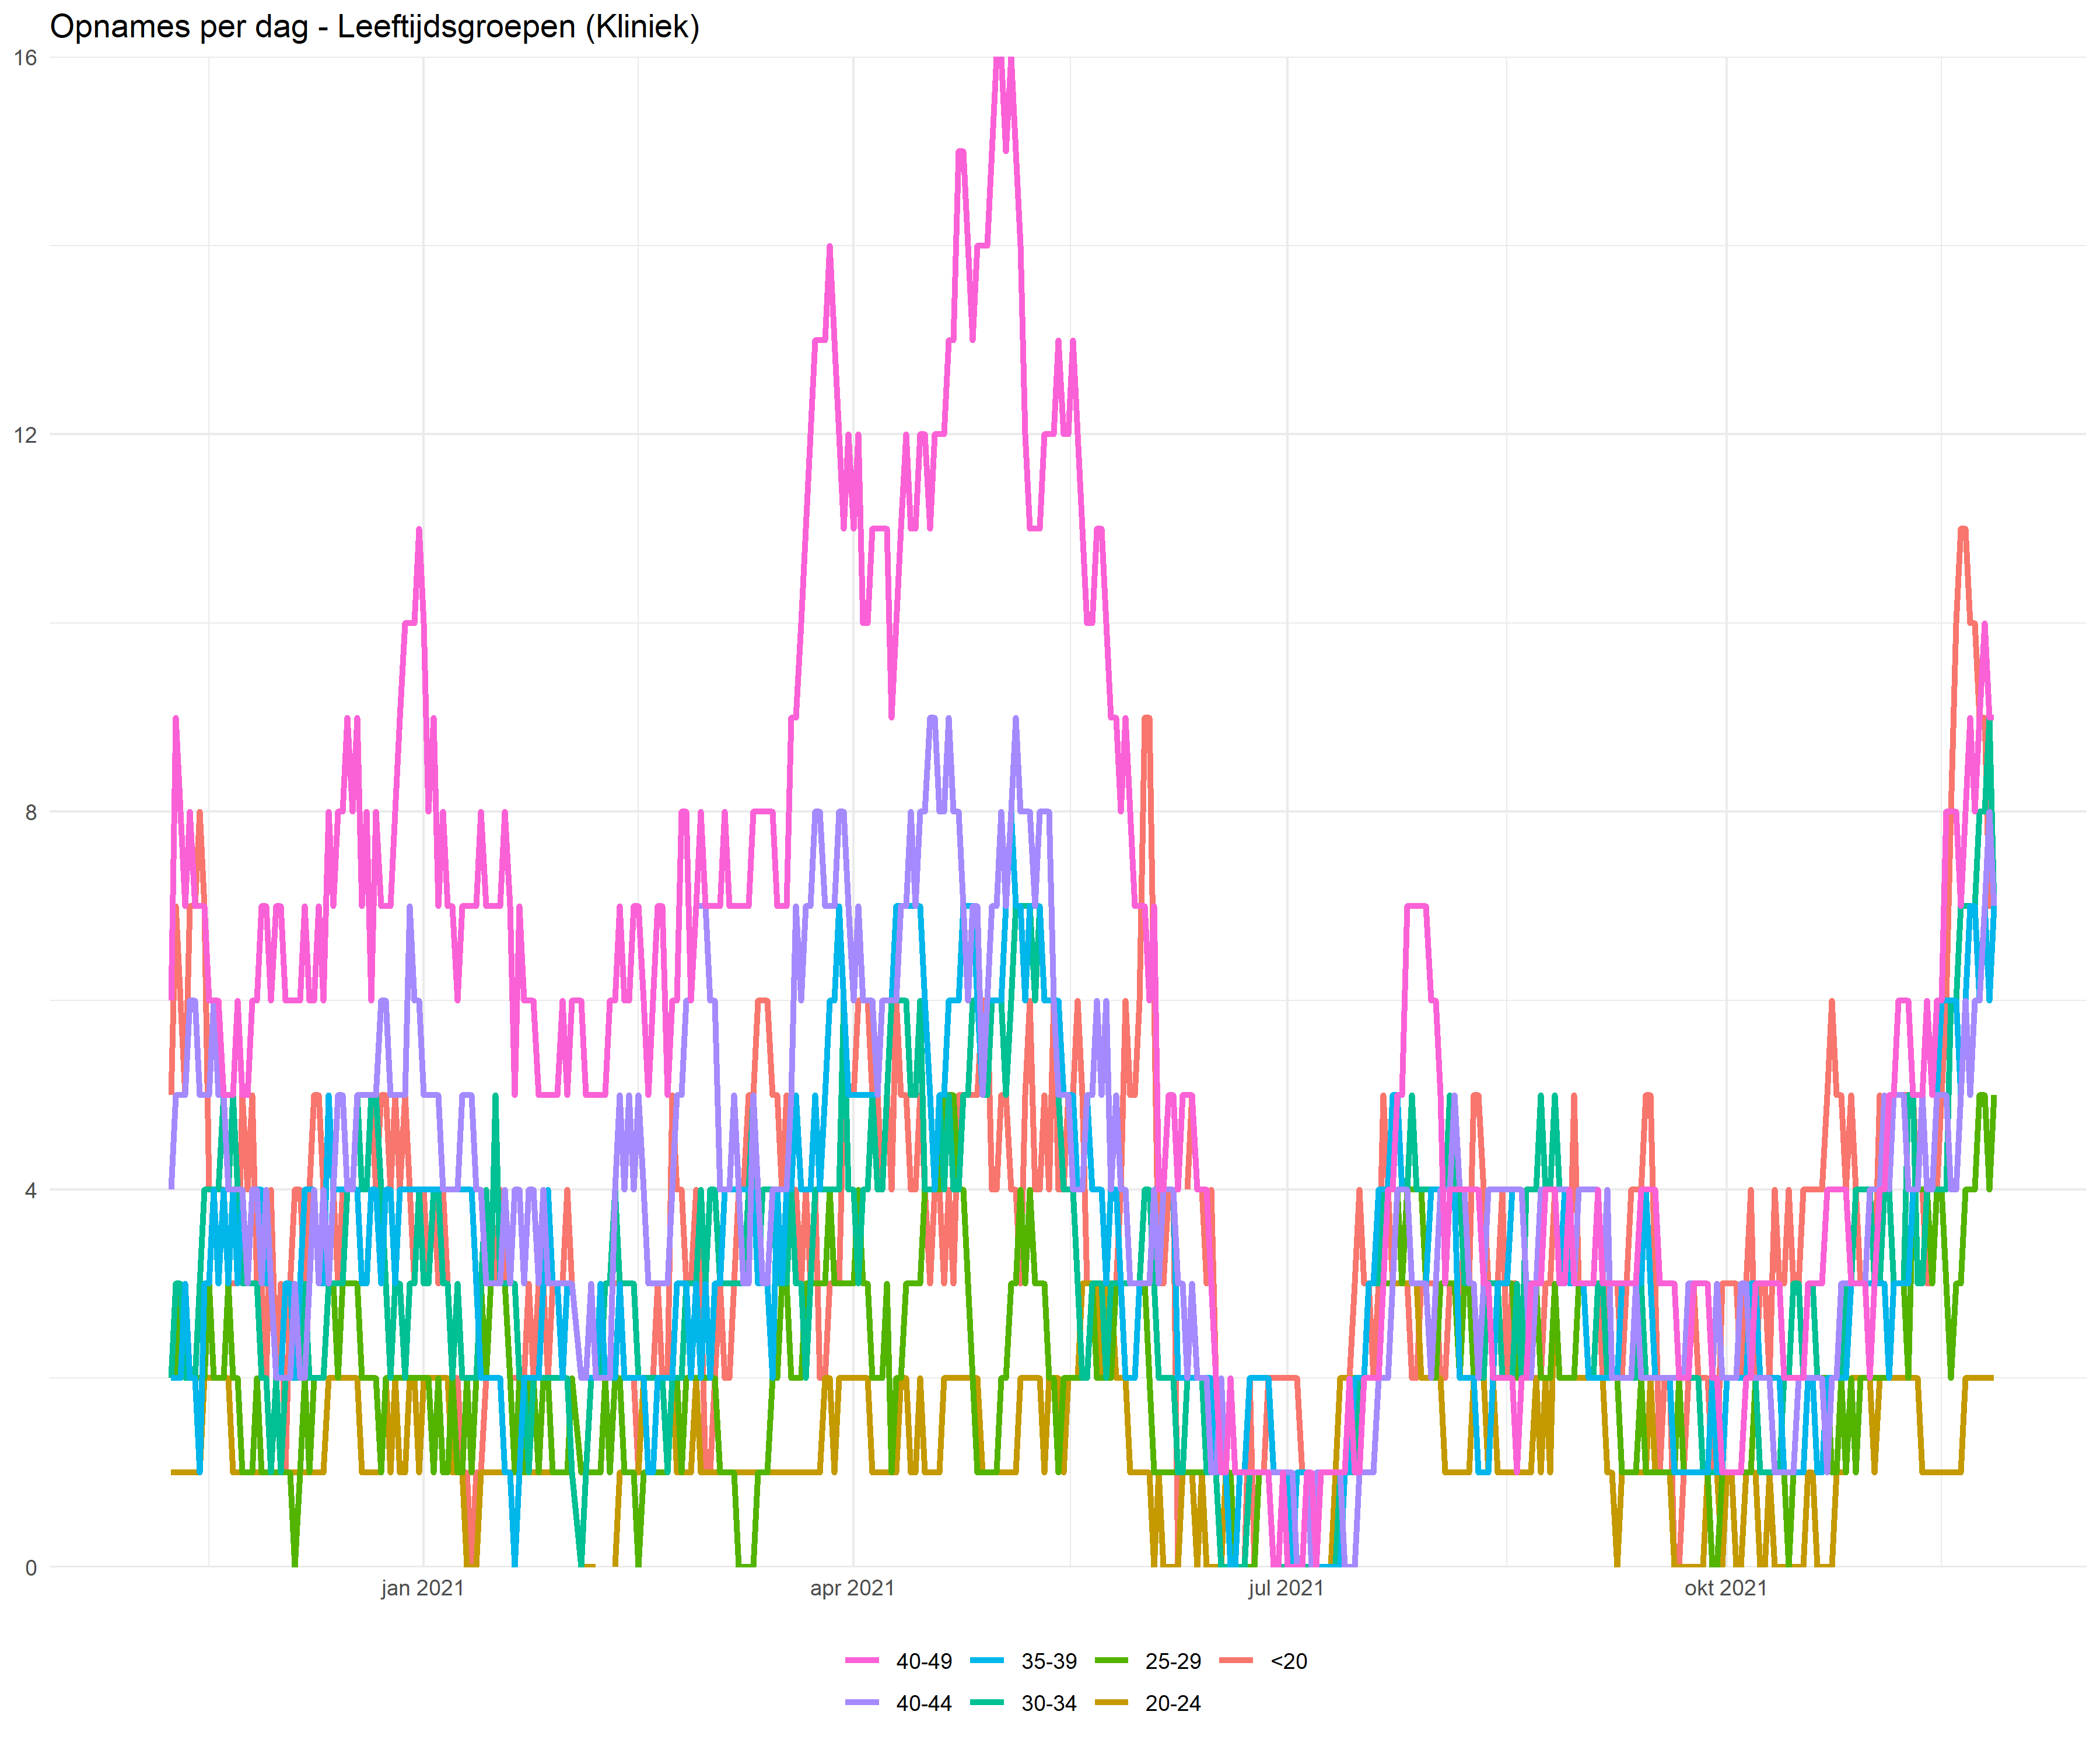 Opnames per dag - Leeftijdsgroepen (Kliniek)
16
12
8
4
0
jan 2021 apr 2021 jul 2021 okt 2021
40-49 35-39 25-29 <20
40-44 30-34 20-24